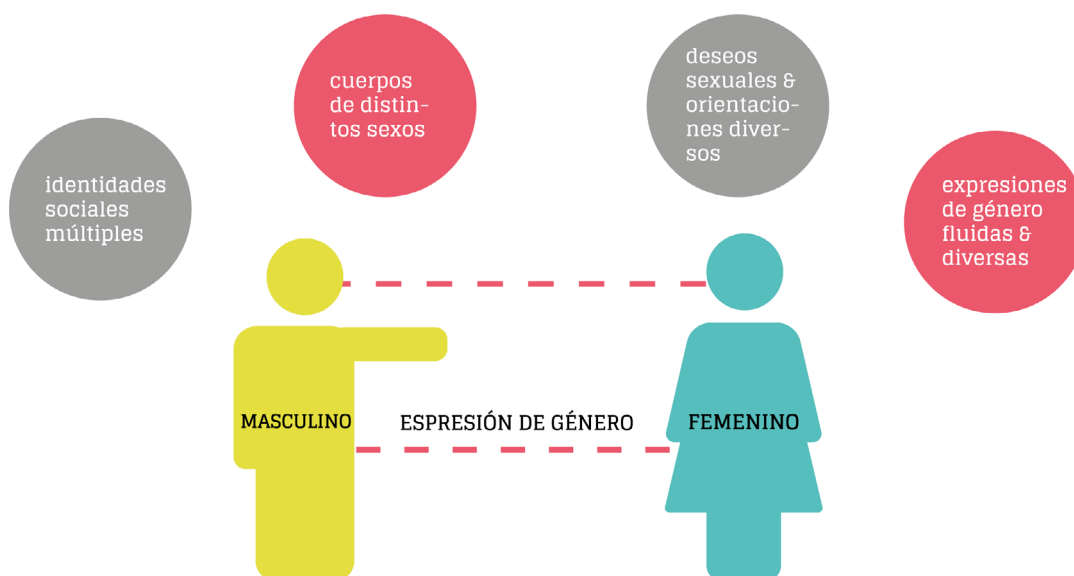 deseos
sexuales &
orientacio-
nes diver-
sos
cuerpos
de distin-
tos sexos
identidades
sociales
múltiples
expresiones
de género
fluidas &
diversas
MASCULINO
ESPRESIÓN DE GÉNERO
FEMENINO